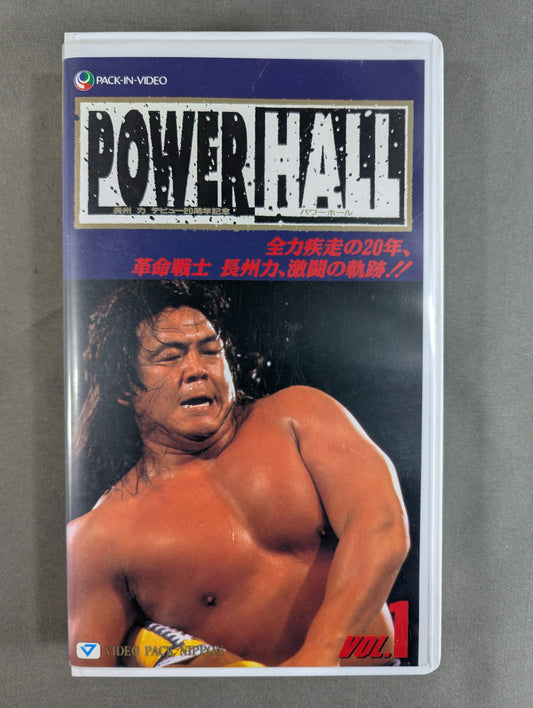 PACK-IN-VIDEO
POWER HALL
長州 力 デビュー20周年記念 パワーホール
全力疾走の20年、
革命戦士 長州力、激闘の軌跡!!
VOL.1
VIDEO PACK NIPPON